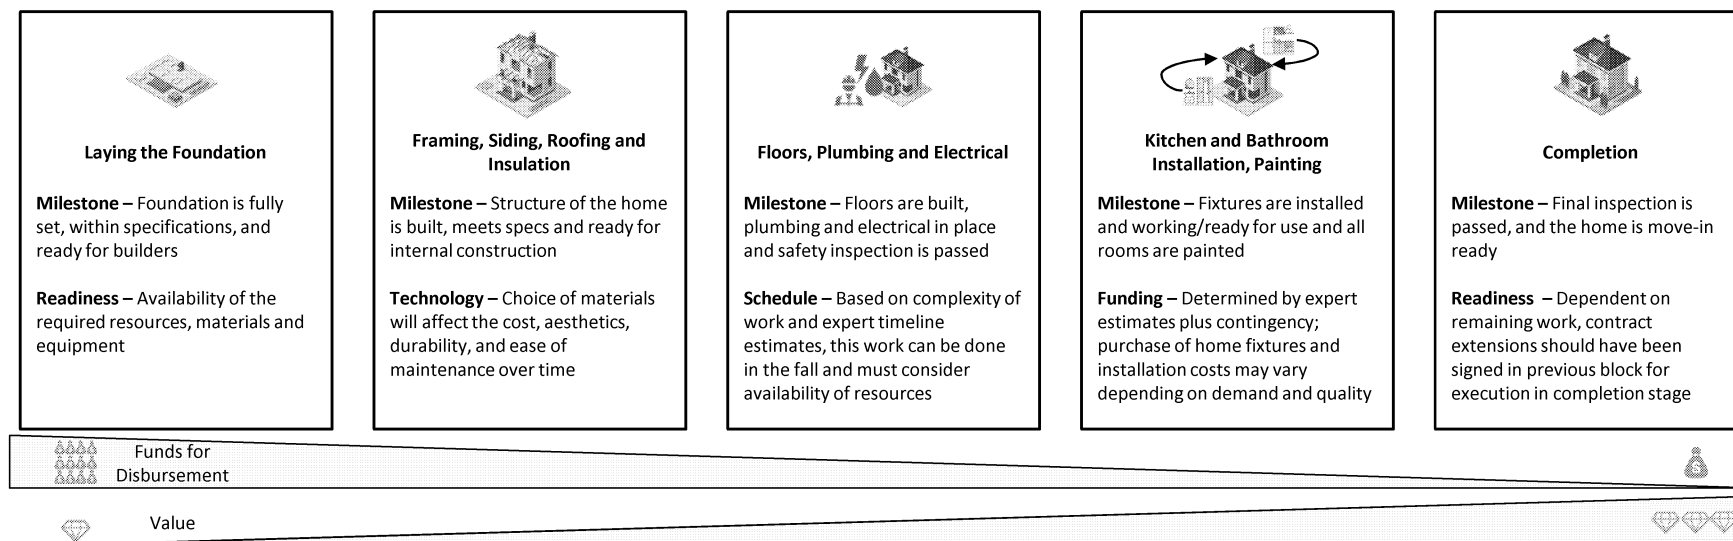 Laying the Foundation
Milestone – Foundation is fully
set, within specifications, and
ready for builders
Readiness – Availability of the
required resources, materials and
equipment
Framing, Siding, Roofing and
Insulation
Milestone – Structure of the home
is built, meets specs and ready for
internal construction
Technology – Choice of materials
will affect the cost, aesthetics,
durability, and ease of
maintenance over time
Floors, Plumbing and Electrical
Milestone – Floors are built,
plumbing and electrical in place
and safety inspection is passed
Schedule – Based on complexity of
work and expert timeline
estimates, this work can be done
in the fall and must consider
availability of resources
Kitchen and Bathroom
Installation, Painting
Milestone – Fixtures are installed
and working/ready for use and all
rooms are painted
Funding – Determined by expert
estimates plus contingency;
purchase of home fixtures and
installation costs may vary
depending on demand and quality
Completion
Milestone – Final inspection is
passed, and the home is move-in
ready
Readiness – Dependent on
remaining work, contract
extensions should have been
signed in previous block for
execution in completion stage
Funds for
Disbursement
$
Value